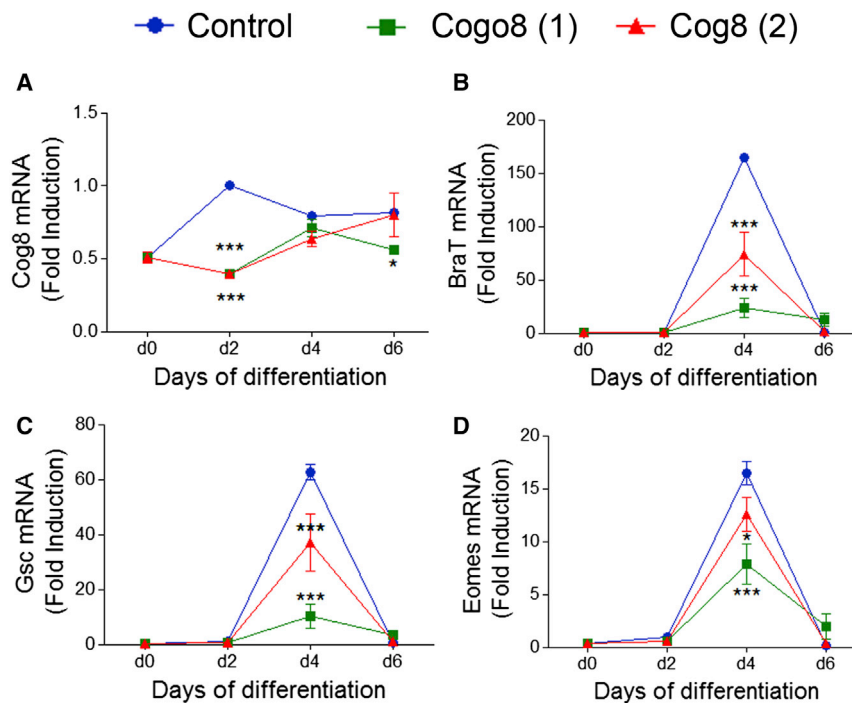 Control Cogo8 (1) Cog8 (2)
A
Cog8 mRNA
(Fold Induction)
1.5
1.0
0.5
0.0
***
***
*
d0 d2 d4 d6
Days of differentiation
B
BraT mRNA
(Fold Induction)
200
150
100
50
0
***
***
d0 d2 d4 d6
Days of differentiation
C
Gsc mRNA
(Fold Induction)
80
60
40
20
0
***
***
d0 d2 d4 d6
Days of differentiation
D
Eomes mRNA
(Fold Induction)
20
15
10
5
0
*
***
d0 d2 d4 d6
Days of differentiation